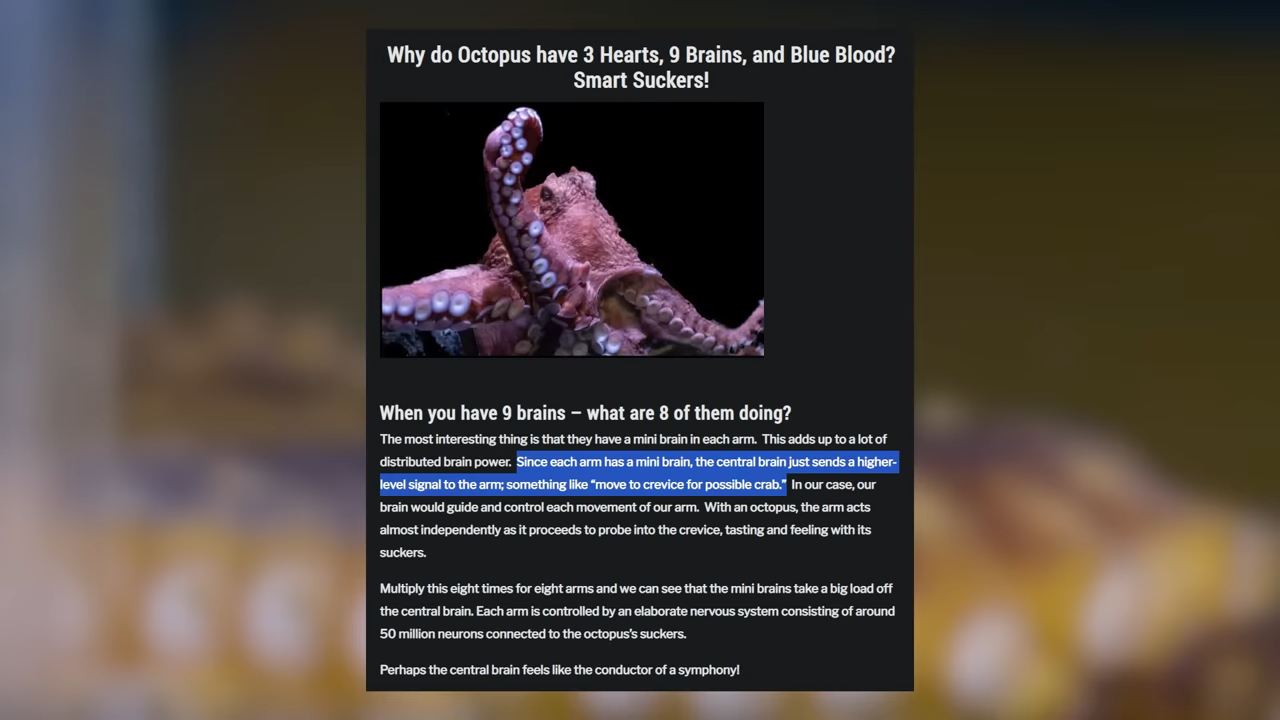 Why do Octopus have 3 Hearts, 9 Brains, and Blue Blood?
Smart Suckers!
When you have 9 brains – what are 8 of them doing?
The most interesting thing is that they have a mini brain in each arm.  This adds up to a lot of
distributed brain power.  Since each arm has a mini brain, the central brain just sends a higher-
level signal to the arm; something like “move to crevice for possible crab.”  In our case, our
brain would guide and control each movement of our arm.  With an octopus, the arm acts
almost independently as it proceeds to probe into the crevice, tasting and feeling with its
suckers.
Multiply this eight times for eight arms and we can see that the mini brains take a big load off
the central brain. Each arm is controlled by an elaborate nervous system consisting of around
50 million neurons connected to the octopus’s suckers.
Perhaps the central brain feels like the conductor of a symphony!